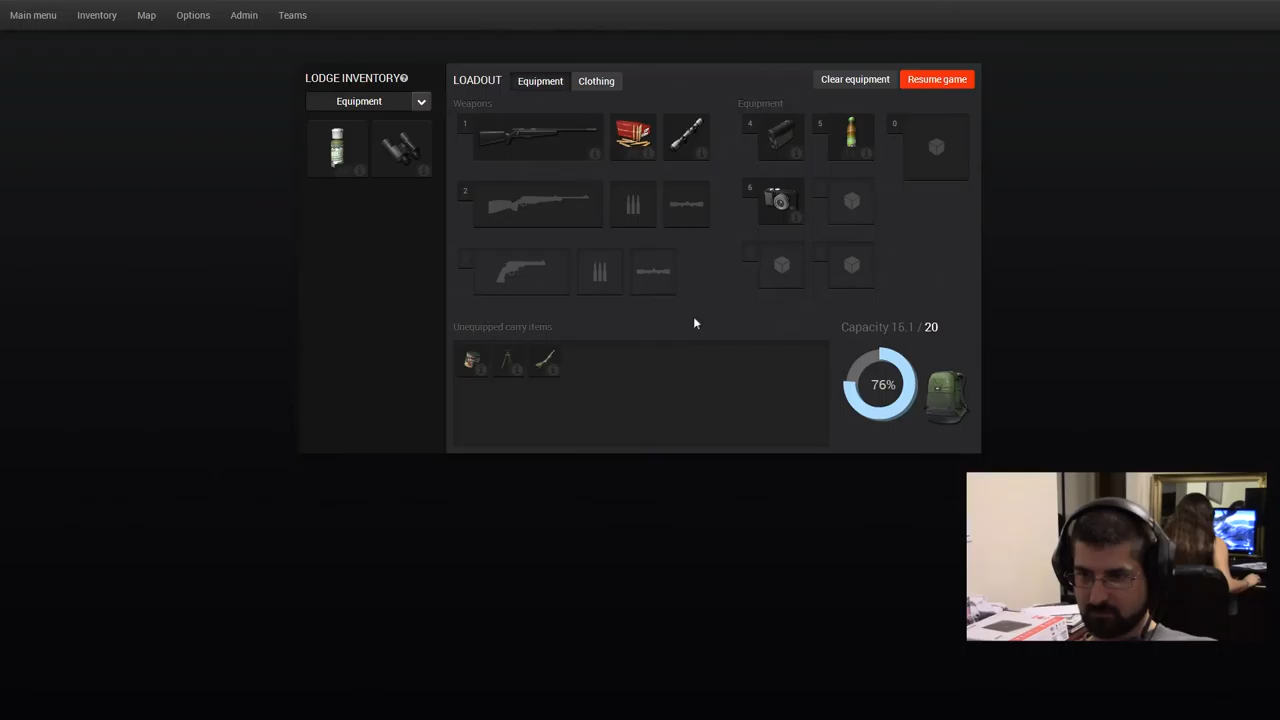 Main menu Inventory Map Options Admin Teams
LODGE INVENTORY
Equipment
LOADOUT Equipment Clothing Clear equipment Resume game
Weapons Equipment
1 4 5 0
2 6
Unequipped carry items
Capacity 15.1 / 20
76%